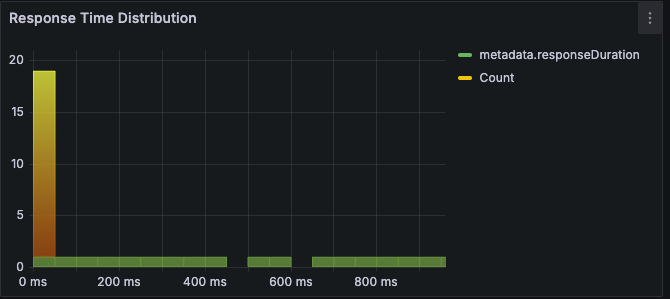 Response Time Distribution
metadata.responseDuration
Count
20
15
10
5
0
0 ms 200 ms 400 ms 600 ms 800 ms